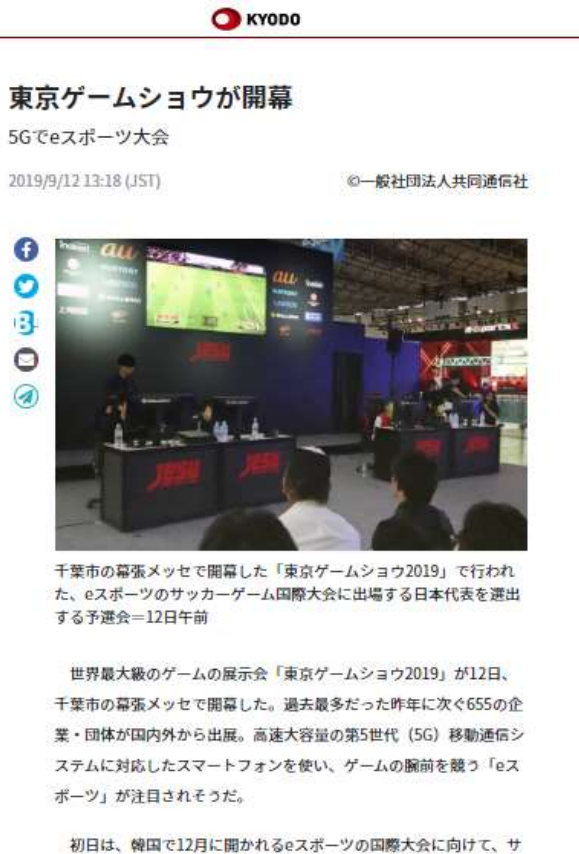 KYODO
東京ゲームショウが開幕
5Gでeスポーツ大会
2019/9/12 13:18 (JST)
©一般社団法人共同通信社
au
au
JESU
JESU
JESU
JESU
JESU
千葉市の幕張メッセで開幕した「東京ゲームショウ2019」で行われ
た、eスポーツのサッカーゲーム国際大会に出場する日本代表を選出
する予選会＝12日午前
世界最大級のゲームの展示会「東京ゲームショウ2019」が12日、
千葉市の幕張メッセで開幕した。過去最多だった昨年に次ぐ655の企
業・団体が国内外から出展。高速大容量の第5世代（5G）移動通信シ
ステムに対応したスマートフォンを使い、ゲームの腕前を競う「eス
ポーツ」が注目されそうだ。
初日は、韓国で12月に開かれるeスポーツの国際大会に向けて、サ